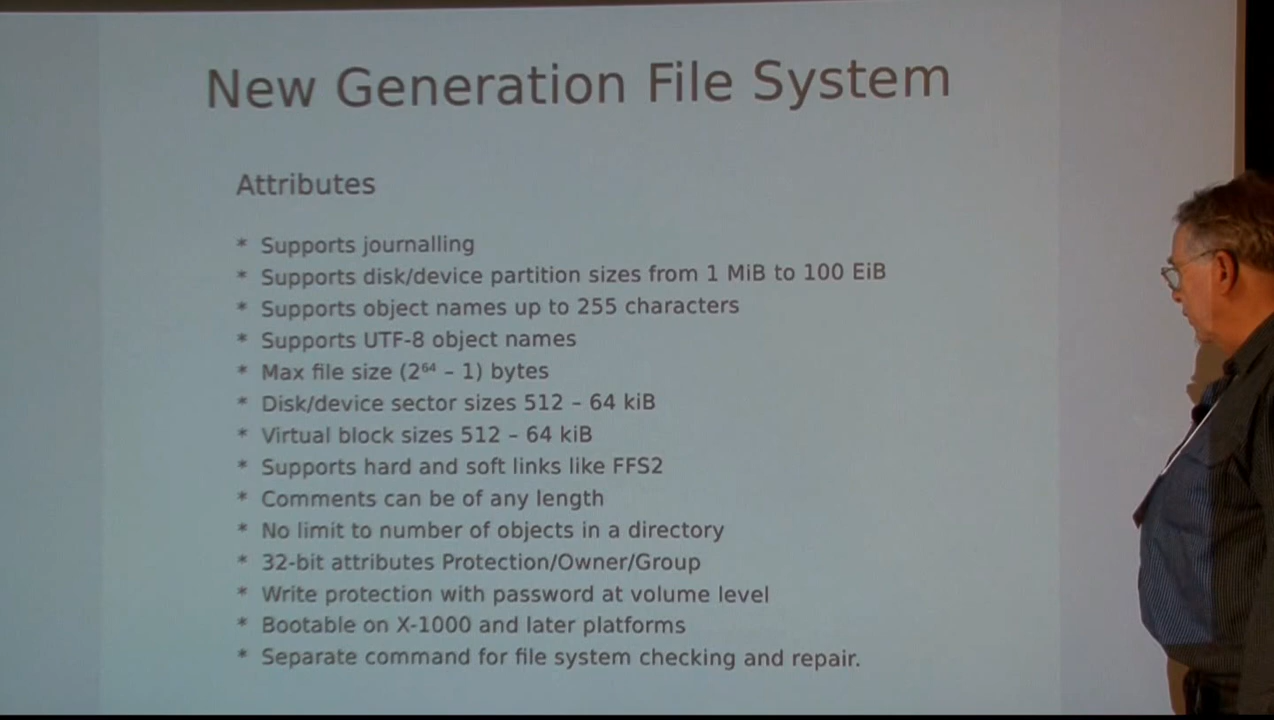 New Generation File System
Attributes
* Supports journalling
* Supports disk/device partition sizes from 1 MiB to 100 EiB
* Supports object names up to 255 characters
* Supports UTF-8 object names
* Max file size (2⁶⁴ – 1) bytes
* Disk/device sector sizes 512 – 64 kiB
* Virtual block sizes 512 – 64 kiB
* Supports hard and soft links like FFS2
* Comments can be of any length
* No limit to number of objects in a directory
* 32-bit attributes Protection/Owner/Group
* Write protection with password at volume level
* Bootable on X-1000 and later platforms
* Separate command for file system checking and repair.